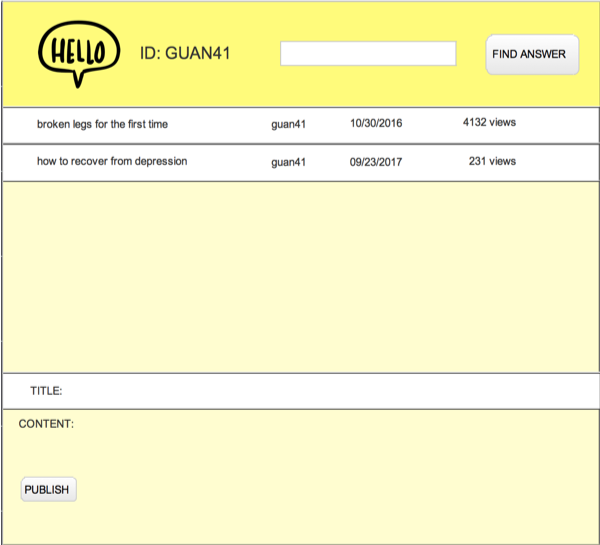 HELLO
ID: GUAN41
FIND ANSWER
broken legs for the first time guan41 10/30/2016 4132 views
how to recover from depression guan41 09/23/2017 231 views
TITLE:
CONTENT:
PUBLISH